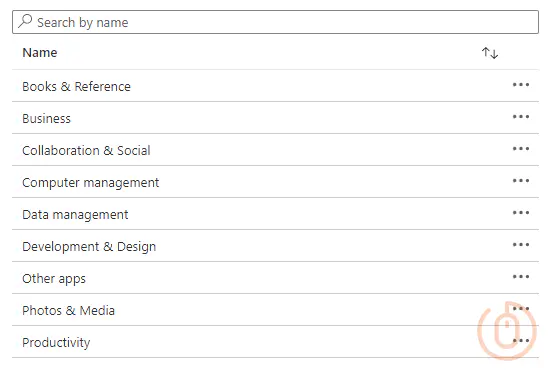 Search by name
Name
Books & Reference
Business
Collaboration & Social
Computer management
Data management
Development & Design
Other apps
Photos & Media
Productivity